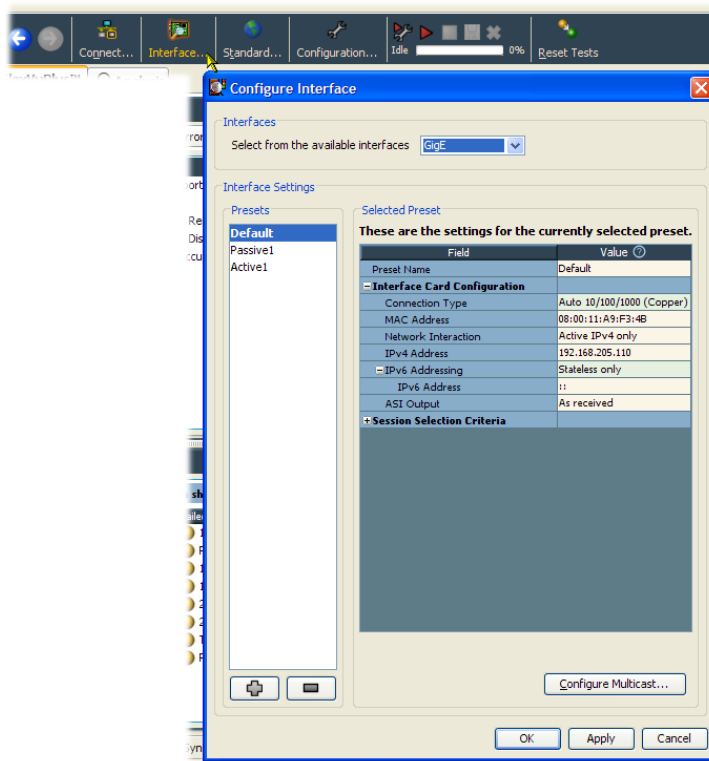 Connect...
Interface...
Standard...
Configuration...
Idle
0%
Reset Tests
Configure Interface
Interfaces
Select from the available interfaces
GigE
Interface Settings
Presets
Default
Passive1
Active1
Selected Preset
These are the settings for the currently selected preset.
Field Value
Preset Name Default
Interface Card Configuration
Connection Type Auto 10/100/1000 (Copper)
MAC Address 08:00:11:A9:F3:4B
Network Interaction Active IPv4 only
IPv4 Address 192.168.205.110
IPv6 Addressing Stateless only
IPv6 Address ::
ASI Output As received
Session Selection Criteria
Configure Multicast...
OK
Apply
Cancel